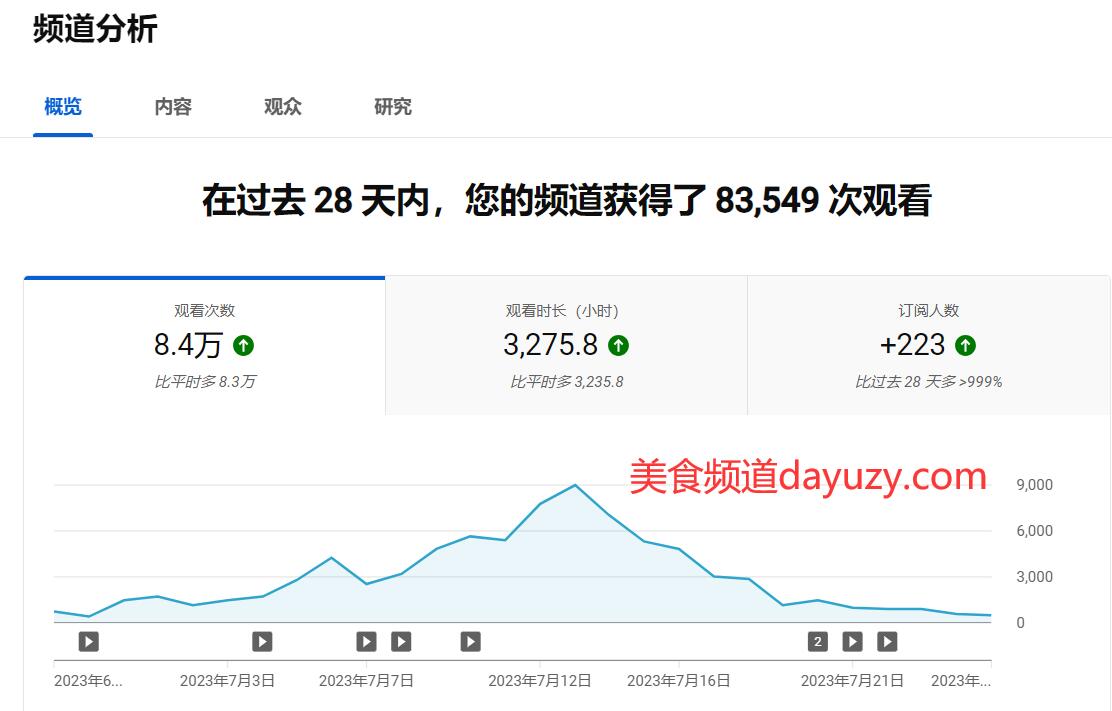 频道分析
概览 内容 观众 研究
在过去 28 天内，您的频道获得了 83,549 次观看
观看次数 观看时长（小时） 订阅人数
8.4万 3,275.8 +223
比平时多 8.3万 比平时多 3,235.8 比过去 28 天多 >999%
美食频道dayuzy.com
9,000
6,000
3,000
0
2
2023年6... 2023年7月3日 2023年7月7日 2023年7月12日 2023年7月16日 2023年7月21日 2023年...